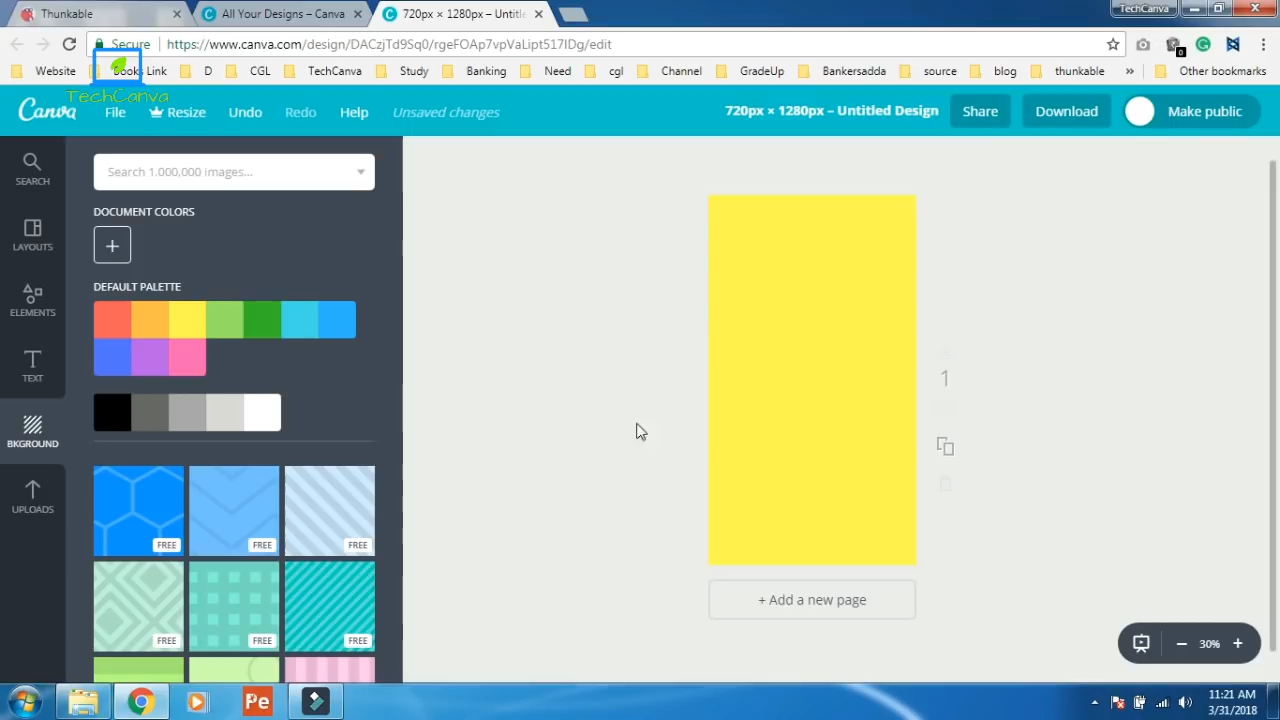 Thunkable
All Your Designs – Canva
720px × 1280px – Untitle
TechCanva
Secure
https://www.canva.com/design/DACzjTd9Sq0/rgeFOAp7vpVaLipt517IDg/edit
0
Website
Books Link
D
CGL
TechCanva
Study
Banking
Need
cgl
Channel
GradeUp
Bankersadda
source
blog
thunkable
»
Other bookmarks
TechCanva
Canva
File
Resize
Undo
Redo
Help
Unsaved changes
720px × 1280px – Untitled Design
Share
Download
Make public
SEARCH
LAYOUTS
ELEMENTS
TEXT
BKGROUND
UPLOADS
Search 1,000,000 images...
DOCUMENT COLORS
+
DEFAULT PALETTE
FREE
FREE
FREE
FREE
FREE
FREE
1
+ Add a new page
− 30% +
Pe
11:21 AM
3/31/2018